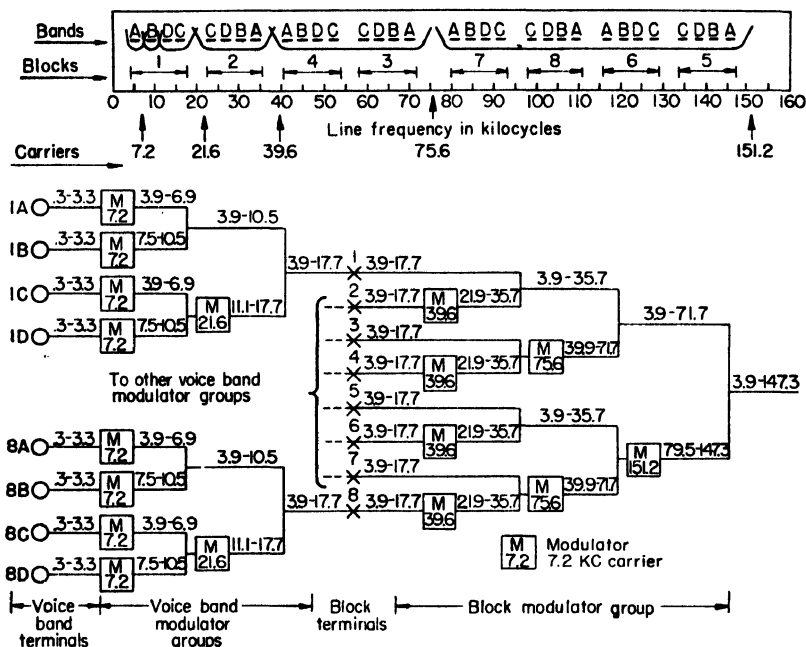 Bands A B D C C D B A A B D C C D B A A B D C C D B A A B D C C D B A
Blocks 1 2 4 3 7 8 6 5
0 10 20 30 40 50 60 70 80 90 100 110 120 130 140 150 160
Line frequency in kilocycles
Carriers 7.2 21.6 39.6 75.6 151.2
1A .3-3.3 M 7.2 3.9-6.9
3.9-10.5
1B .3-3.3 M 7.2 7.5-10.5
1C .3-3.3 M 7.2 3.9-6.9
M 21.6 11.1-17.7
1D .3-3.3 M 7.2 7.5-10.5
3.9-17.7 1 3.9-17.7
3.9-35.7
2 3.9-17.7 M 39.6 21.9-35.7
3.9-71.7
3 3.9-17.7
M 75.6 39.9-71.7
4 3.9-17.7 M 39.6 21.9-35.7
To other voice band
modulator groups
3.9-147.3
5 3.9-17.7
3.9-35.7
6 3.9-17.7 M 39.6 21.9-35.7
M 151.2 79.5-147.3
7 3.9-17.7
M 75.6 39.9-71.7
8A .3-3.3 M 7.2 3.9-6.9
3.9-10.5
8B .3-3.3 M 7.2 7.5-10.5
3.9-17.7 8 3.9-17.7 M 39.6 21.9-35.7
8C .3-3.3 M 7.2 3.9-6.9
M 21.6 11.1-17.7
8D .3-3.3 M 7.2 7.5-10.5
M Modulator
7.2 7.2 KC carrier
Voice
band
terminals
Voice band
modulator
groups
Block
terminals
Block modulator group